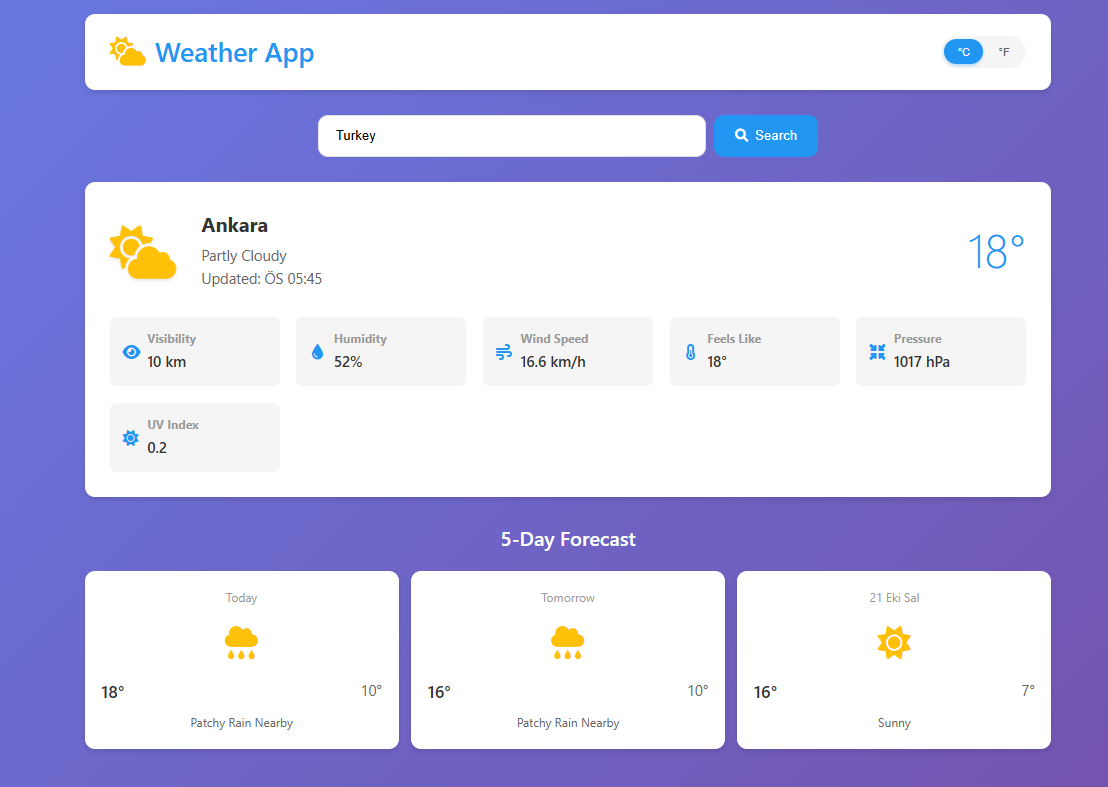 Weather App
°C
°F
Turkey
Search
Ankara
Partly Cloudy
Updated: ÖS 05:45
18°
Visibility
10 km
Humidity
52%
Wind Speed
16.6 km/h
Feels Like
18°
Pressure
1017 hPa
UV Index
0.2
5-Day Forecast
Today
18° 10°
Patchy Rain Nearby
Tomorrow
16° 10°
Patchy Rain Nearby
21 Eki Sal
16° 7°
Sunny